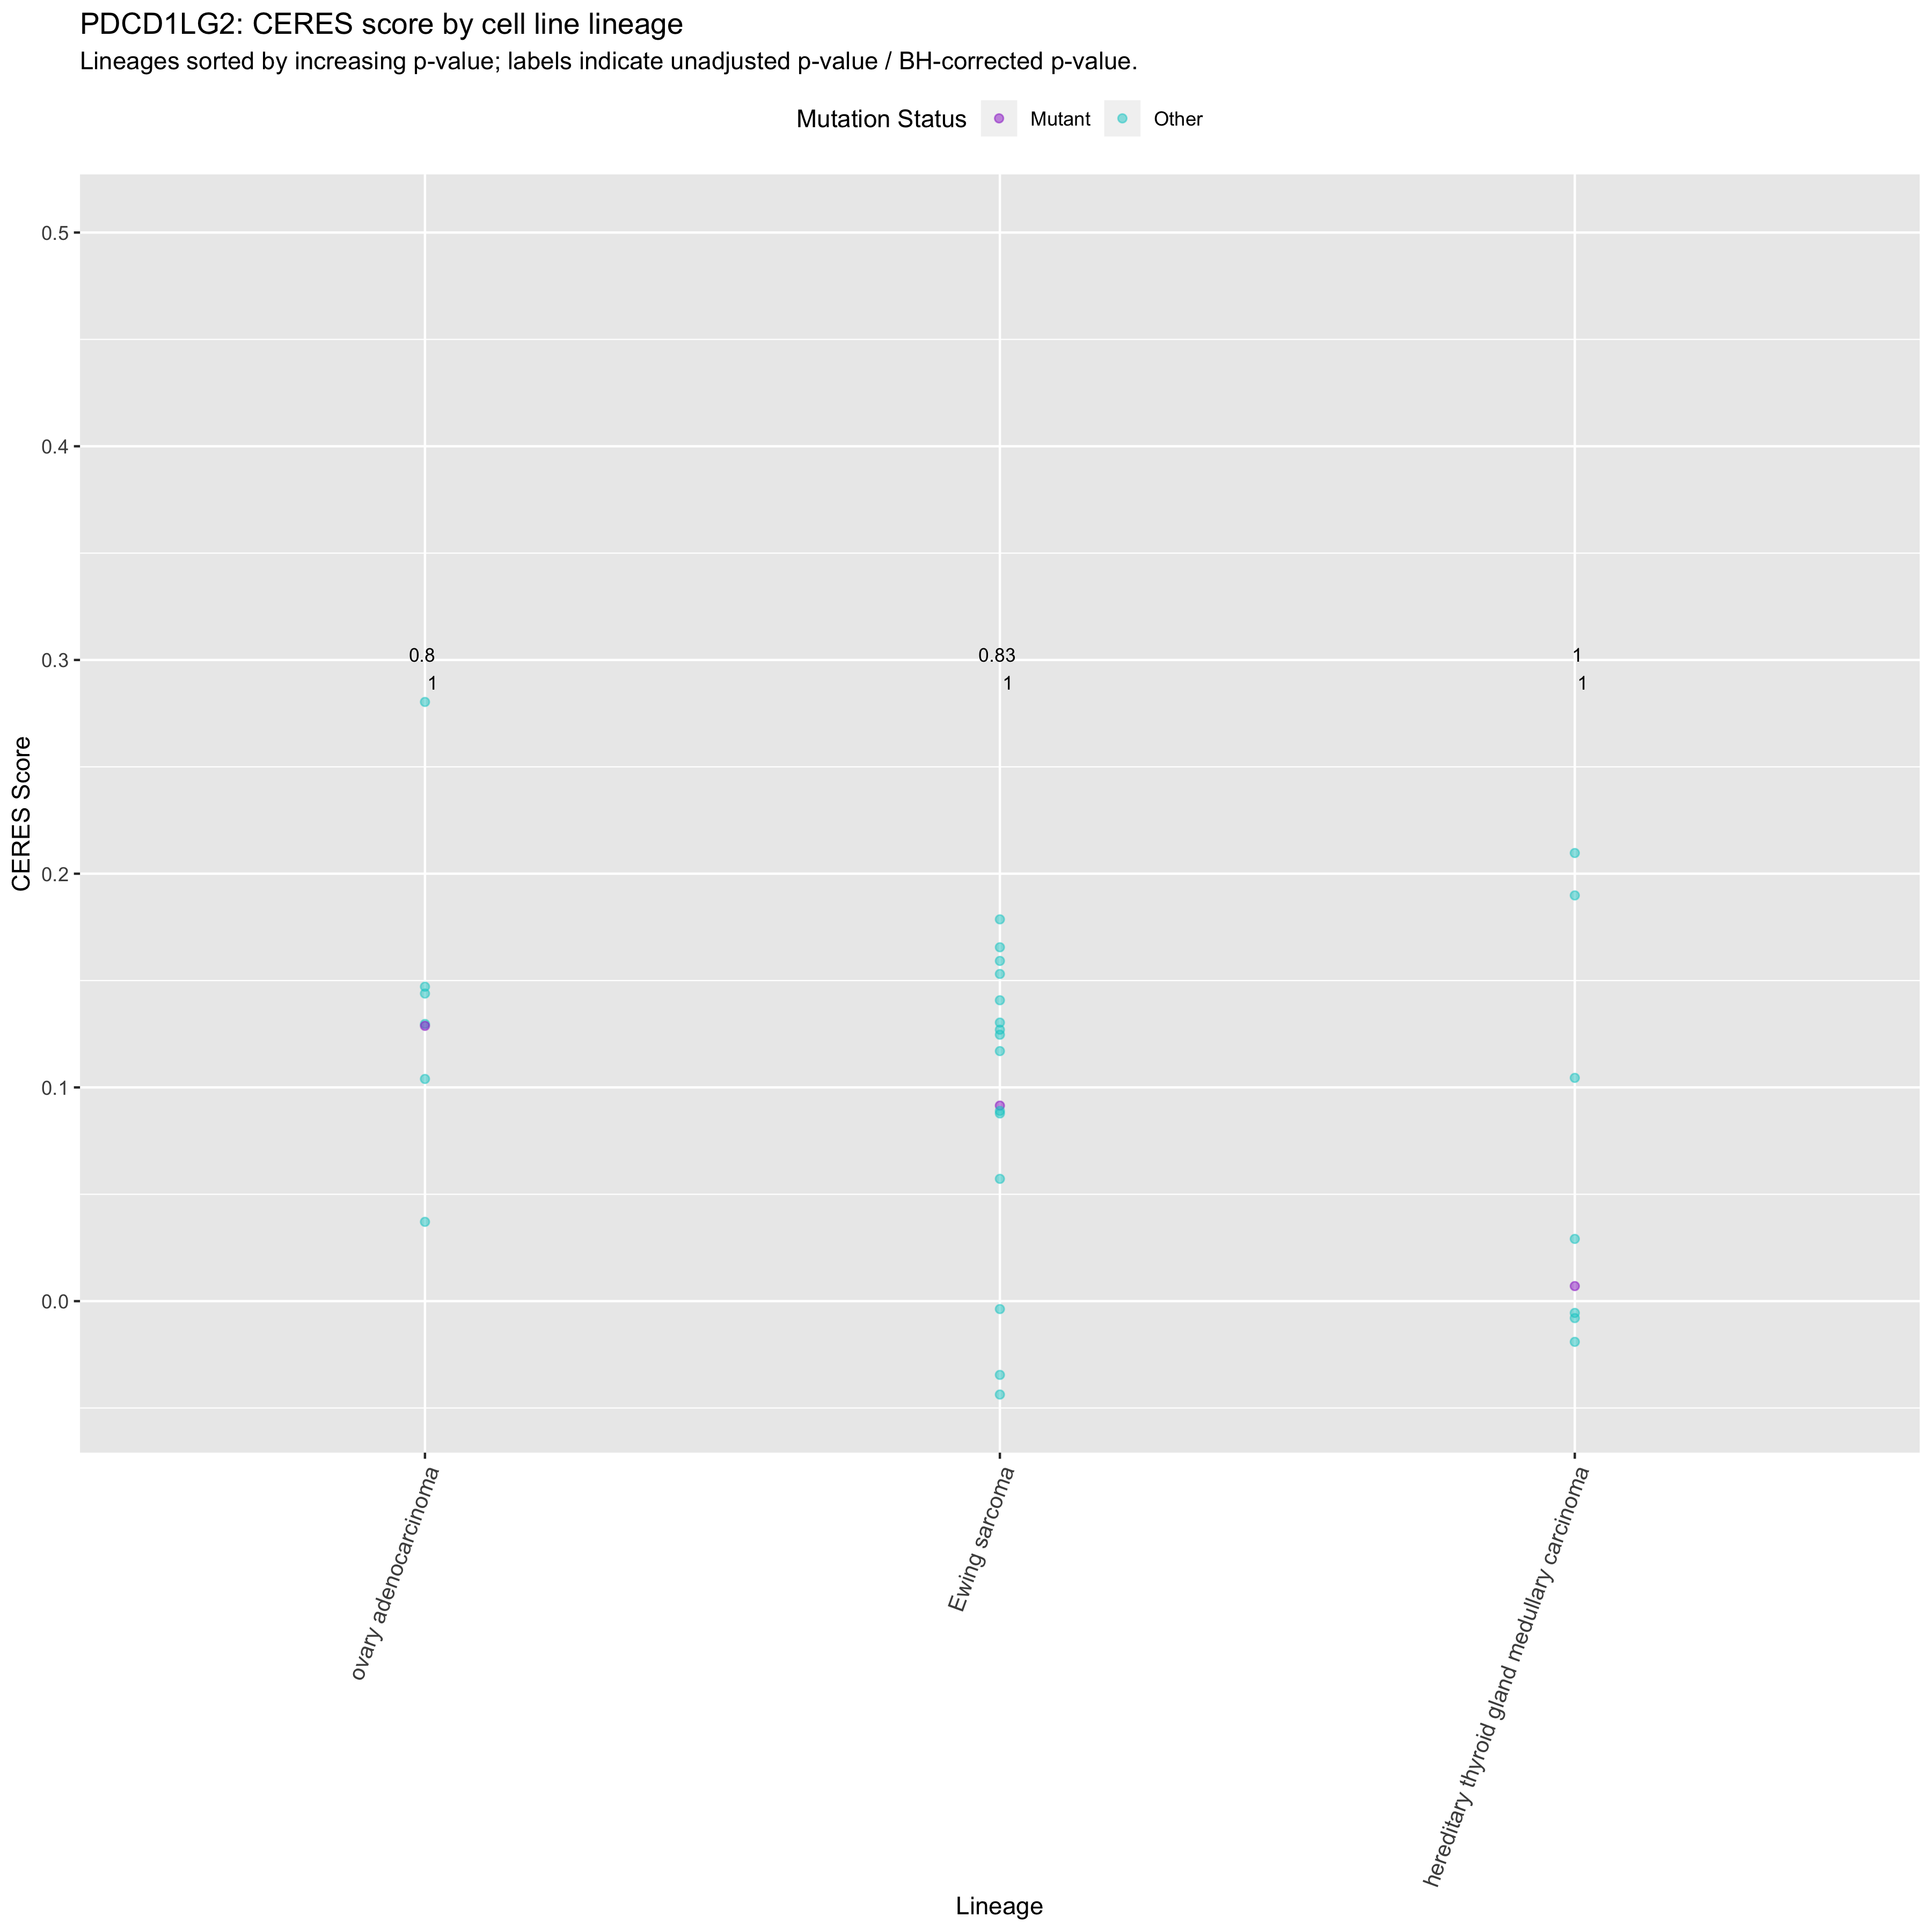 PDCD1LG2: CERES score by cell line lineage
Lineages sorted by increasing p-value; labels indicate unadjusted p-value / BH-corrected p-value.
Mutation Status Mutant Other
0.5
0.4
0.3
0.2
0.1
0.0
CERES Score
0.8
1
0.83
1
1
1
ovary adenocarcinoma
Ewing sarcoma
hereditary thyroid gland medullary carcinoma
Lineage